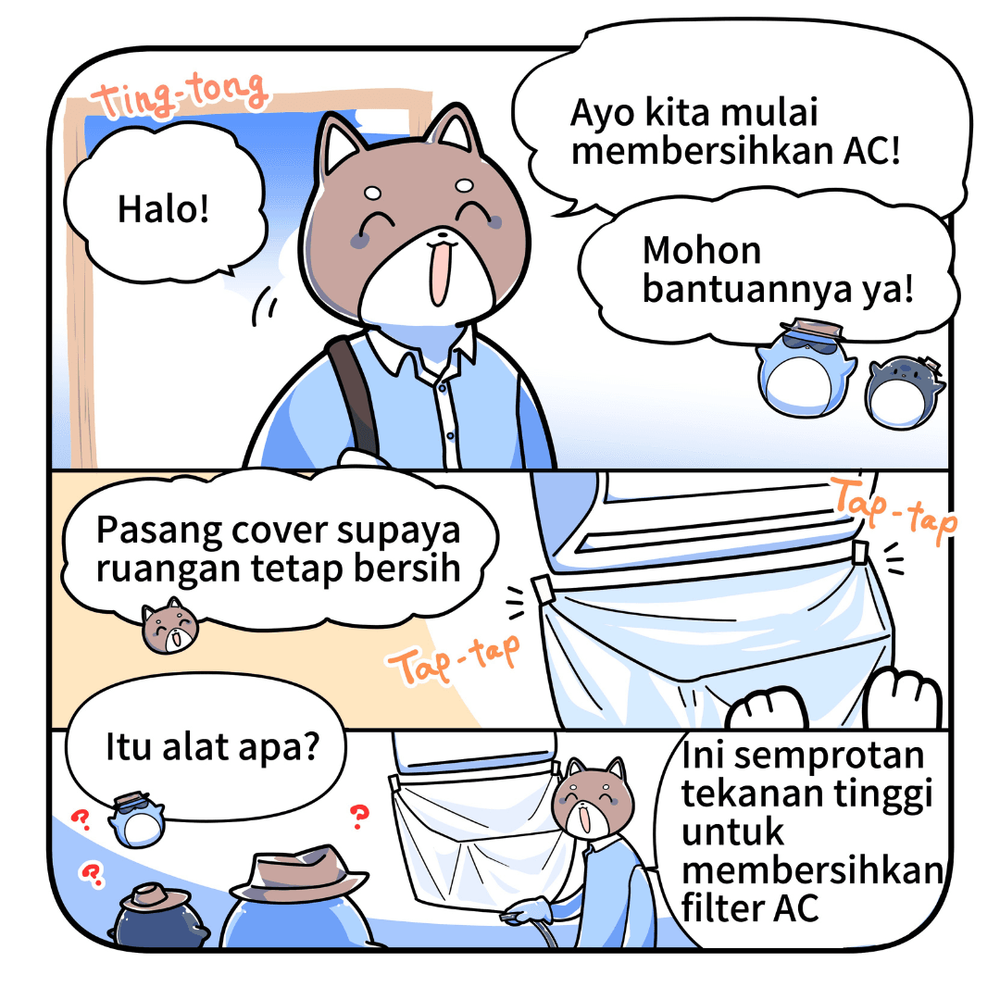 Ting-tong
Halo!
Ayo kita mulai
membersihkan AC!
Mohon
bantuannya ya!
Pasang cover supaya
ruangan tetap bersih
Tap-tap
Tap-tap
Itu alat apa?
?
?
?
Ini semprotan
tekanan tinggi
untuk
membersihkan
filter AC